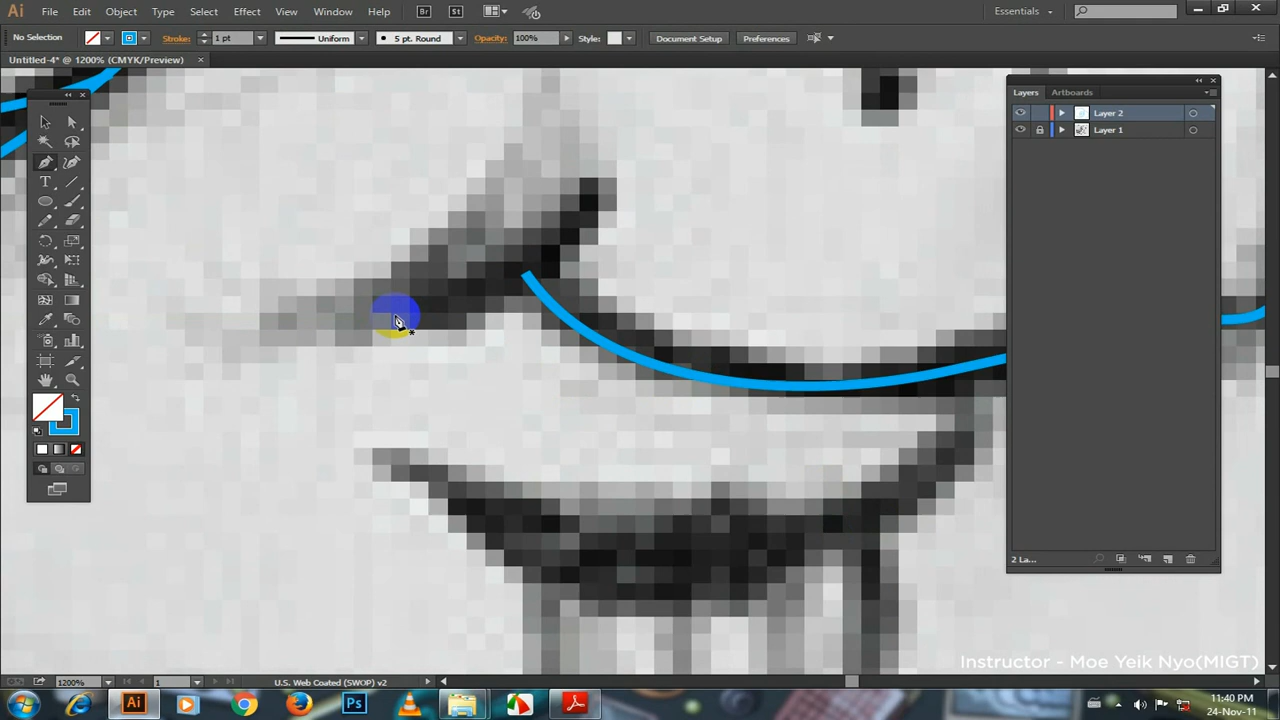 Ai File Edit Object Type Select Effect View Window Help Br St Essentials
No Selection Stroke: 1 pt Uniform 5 pt. Round Opacity: 100% Style: Document Setup Preferences
Untitled-4* @ 1200% (CMYK/Preview)
Layers Artboards
Layer 2
Layer 1
2 La...
Instructor - Moe Yeik Nyo(MIGT)
1200% 1 U.S. Web Coated (SWOP) v2
Ai Ps 11:40 PM
24-Nov-11